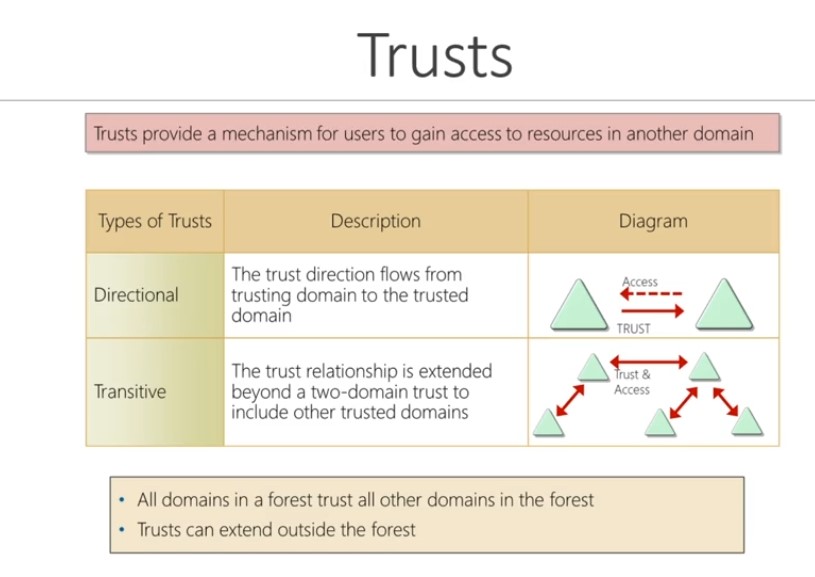 Trusts
Trusts provide a mechanism for users to gain access to resources in another domain
Types of Trusts
Description
Diagram
Directional
The trust direction flows from
trusting domain to the trusted
domain
Access
TRUST
Transitive
The trust relationship is extended
beyond a two-domain trust to
include other trusted domains
Trust &
Access
• All domains in a forest trust all other domains in the forest
• Trusts can extend outside the forest